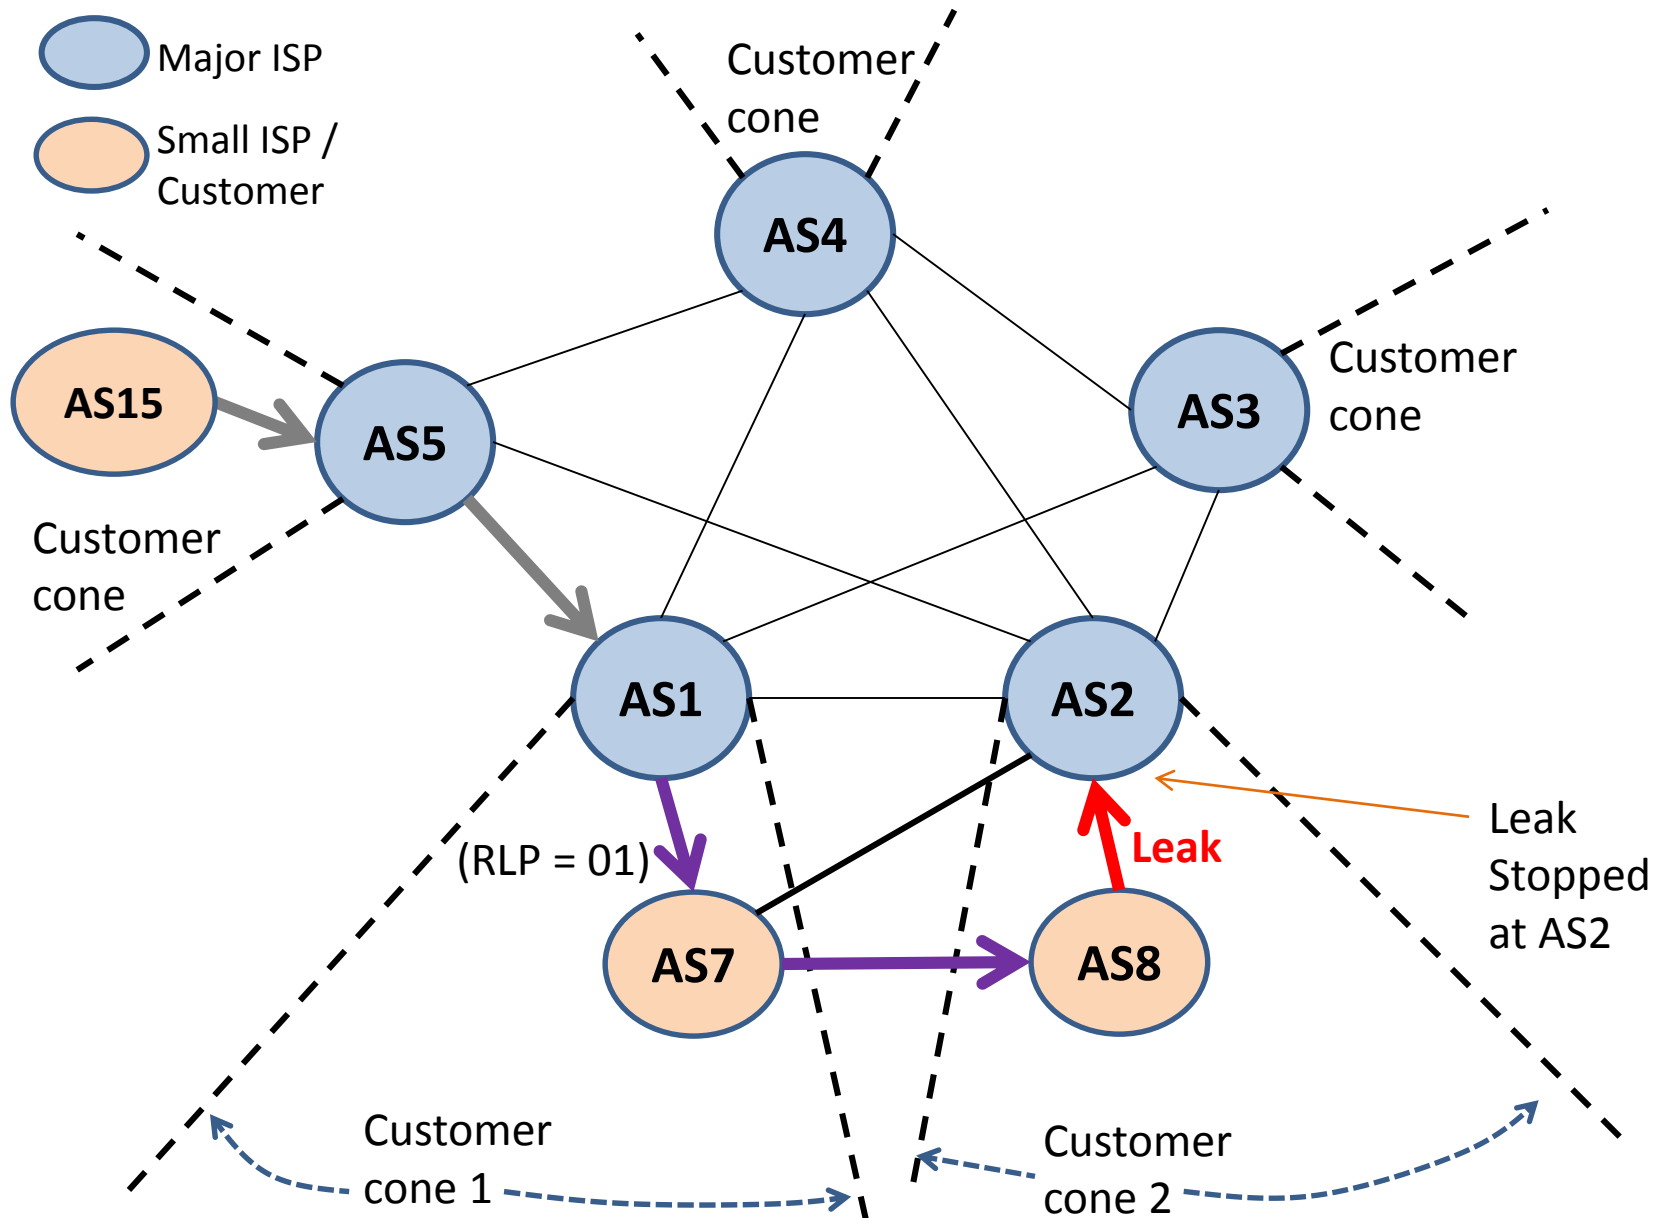 Major ISP
Small ISP /
Customer
Customer
cone
AS4
AS15
AS5
AS3
Customer
cone
Customer
cone
AS1
AS2
(RLP = 01)
Leak
Leak
Stopped
at AS2
AS7
AS8
Customer
cone 1
Customer
cone 2